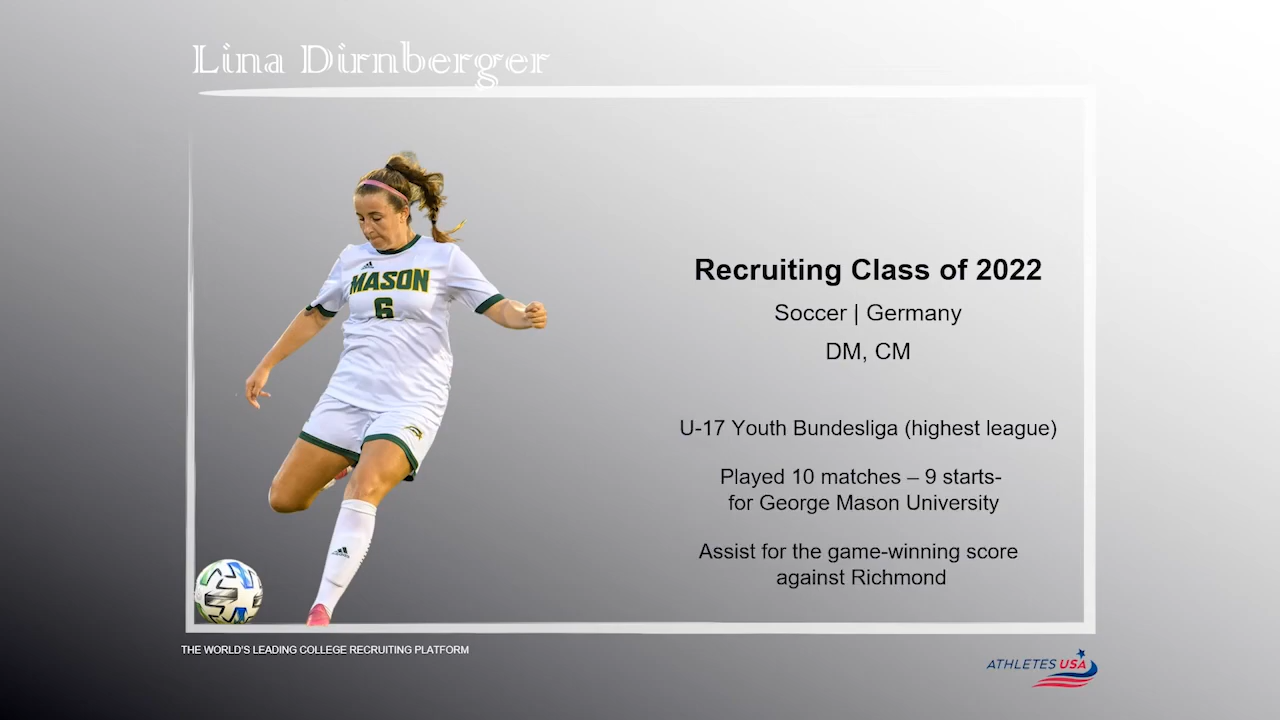 Lina Dirnberger
MASON
6
Recruiting Class of 2022
Soccer | Germany
DM, CM
U-17 Youth Bundesliga (highest league)
Played 10 matches – 9 starts-
for George Mason University
Assist for the game-winning score
against Richmond
THE WORLD'S LEADING COLLEGE RECRUITING PLATFORM
ATHLETES USA